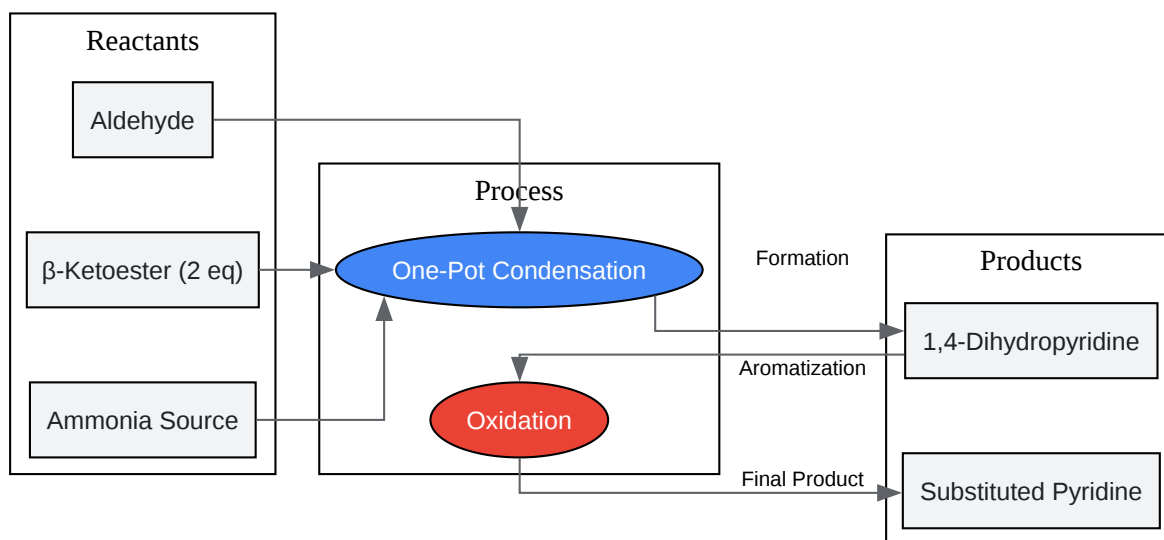 Reactants
Aldehyde
β-Ketoester (2 eq)
Ammonia Source
Process
One-Pot Condensation
Oxidation
Formation
Aromatization
Final Product
Products
1,4-Dihydropyridine
Substituted Pyridine